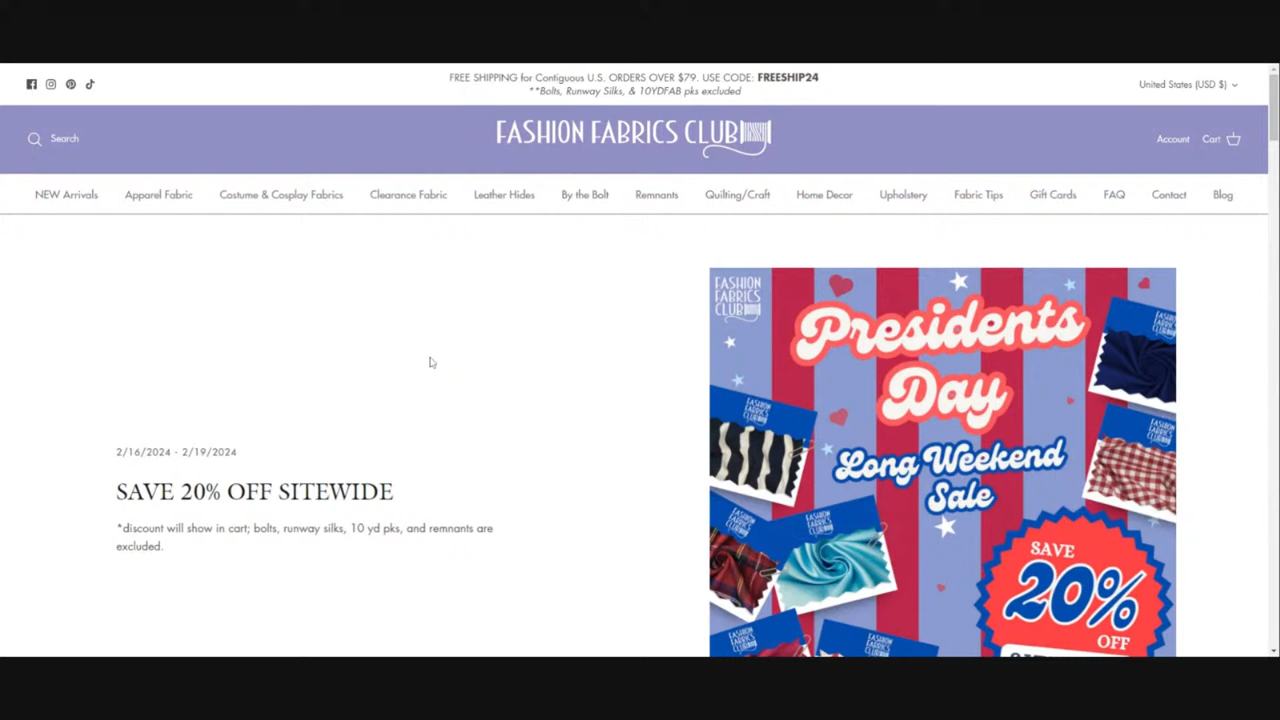 FREE SHIPPING for Contiguous U.S. ORDERS OVER $79. USE CODE: FREESHIP24
**Bolts, Runway Silks, & 10YDFAB pks excluded
United States (USD $)
Search
FASHION FABRICS CLUB
Account
Cart
NEW Arrivals
Apparel Fabric
Costume & Cosplay Fabrics
Clearance Fabric
Leather Hides
By the Bolt
Remnants
Quilting/Craft
Home Decor
Upholstery
Fabric Tips
Gift Cards
FAQ
Contact
Blog
2/16/2024 - 2/19/2024
SAVE 20% OFF SITEWIDE
*discount will show in cart; bolts, runway silks, 10 yd pks, and remnants are
excluded.
FASHION
FABRICS
CLUB
Presidents
Day
Long Weekend
Sale
SAVE
20%
OFF